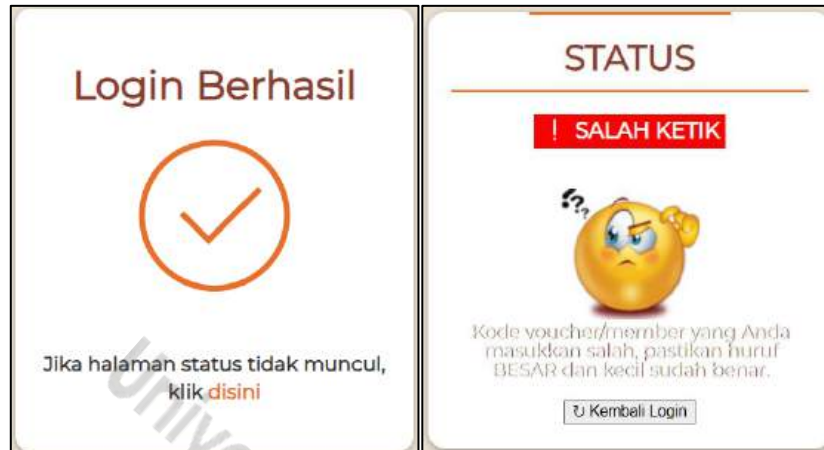 Login Berhasil
Jika halaman status tidak muncul,
klik disini
STATUS
! SALAH KETIK
???
Kode voucher/member yang Anda
masukkan salah, pastikan huruf
BESAR dan kecil sudah benar.
↻ Kembali Login